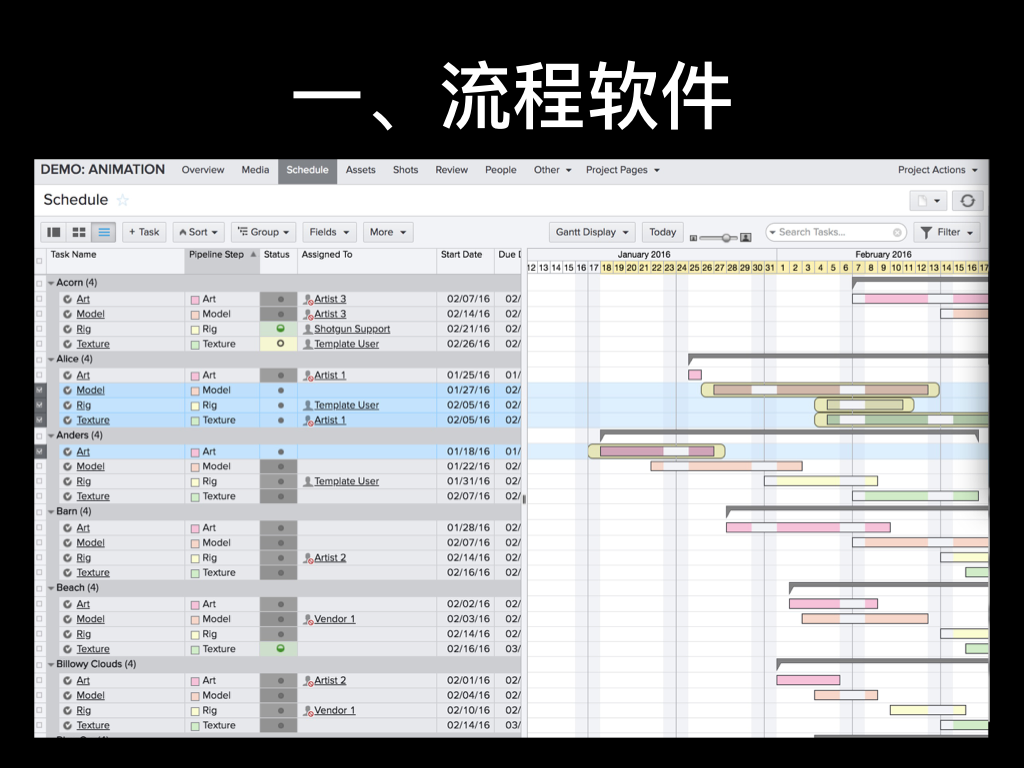 一、流程软件
DEMO: ANIMATION Overview Media Schedule Assets Shots Review People Other Project Pages Project Actions
Schedule
+ Task Sort Group Fields More Gantt Display Today Search Tasks... Filter
Task Name Pipeline Step Status Assigned To Start Date Due D January 2016 February 2016
12 13 14 15 16 17 18 19 20 21 22 23 24 25 26 27 28 29 30 31 1 2 3 4 5 6 7 8 9 10 11 12 13 14 15 16 17
Acorn (4)
Art Art Artist 3 02/07/16 02/
Model Model Artist 3 02/14/16 02/
Rig Rig Shotgun Support 02/21/16 02/
Texture Texture Template User 02/26/16 02/
Alice (4)
Art Art Artist 1 01/25/16 01/
Model Model 01/27/16 02/
Rig Rig Template User 02/05/16 02/
Texture Texture Artist 1 02/05/16 02/
Anders (4)
Art Art 01/18/16 01/
Model Model 01/22/16 02/
Rig Rig Template User 01/31/16 02/
Texture Texture 02/07/16 02/
Barn (4)
Art Art 01/28/16 02/
Model Model 02/07/16 02/
Rig Rig Artist 2 02/14/16 02/
Texture Texture 02/16/16 02/
Beach (4)
Art Art 02/02/16 02/
Model Model Vendor 1 02/03/16 02/
Rig Rig 02/14/16 02/
Texture Texture 02/16/16 03/
Billowy Clouds (4)
Art Art Artist 2 02/01/16 02/
Model Model 02/04/16 02/
Rig Rig Vendor 1 02/10/16 02/
Texture Texture 02/14/16 03/